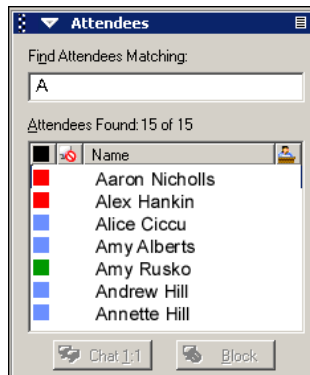 Attendees
Find Attendees Matching:
A
Attendees Found: 15 of 15
Name
Aaron Nicholls
Alex Hankin
Alice Ciccu
Amy Alberts
Amy Rusko
Andrew Hill
Annette Hill
Chat 1:1 Block